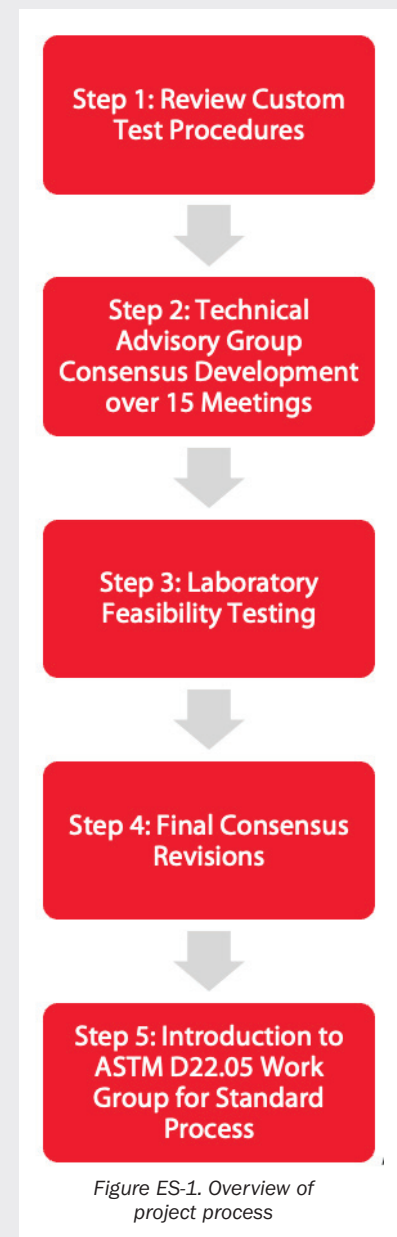 Step 1: Review Custom
Test Procedures
Step 2: Technical
Advisory Group
Consensus Development
over 15 Meetings
Step 3: Laboratory
Feasibility Testing
Step 4: Final Consensus
Revisions
Step 5: Introduction to
ASTM D22.05 Work
Group for Standard
Process
Figure ES-1. Overview of
project process